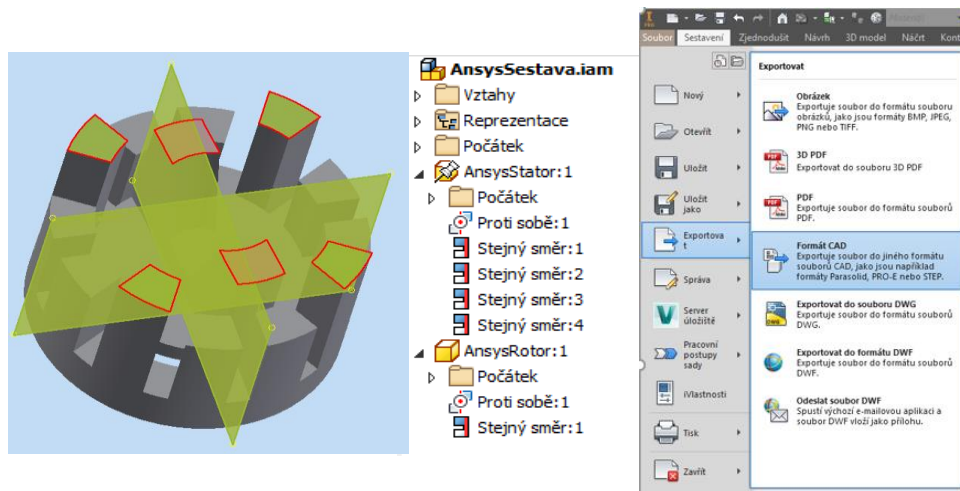 AnsysSestava.iam
Vztahy
Reprezentace
Počátek
AnsysStator:1
Počátek
Proti sobě:1
Stejný směr:1
Stejný směr:2
Stejný směr:3
Stejný směr:4
AnsysRotor:1
Počátek
Proti sobě:1
Stejný směr:1
PRO
Soubor Sestavení Zjednodušit Návrh 3D model Náčrt Kont
Nový
Otevřít
Uložit
Uložit
jako
Exportova
t
Správa
Server
úložiště
Pracovní
postupy
sady
iVlastnosti
Tisk
Zavřít
Exportovat
Obrázek
Exportuje soubor do formátu souboru
obrázků, jako jsou formáty BMP, JPEG,
PNG nebo TIFF.
3D PDF
Exportovat do souboru 3D PDF
PDF
Exportuje soubor do formátu souborů
PDF.
Formát CAD
Exportuje soubor do jiného formátu
souborů CAD, jako jsou například
formáty Parasolid, PRO-E nebo STEP.
Exportovat do souboru DWG
Exportuje soubor do formátu souborů
DWG.
Exportovat do formátu DWF
Exportuje soubor do formátu souborů
DWF.
Odeslat soubor DWF
Spustí výchozí e-mailovou aplikaci a
soubor DWF vloží jako přílohu.